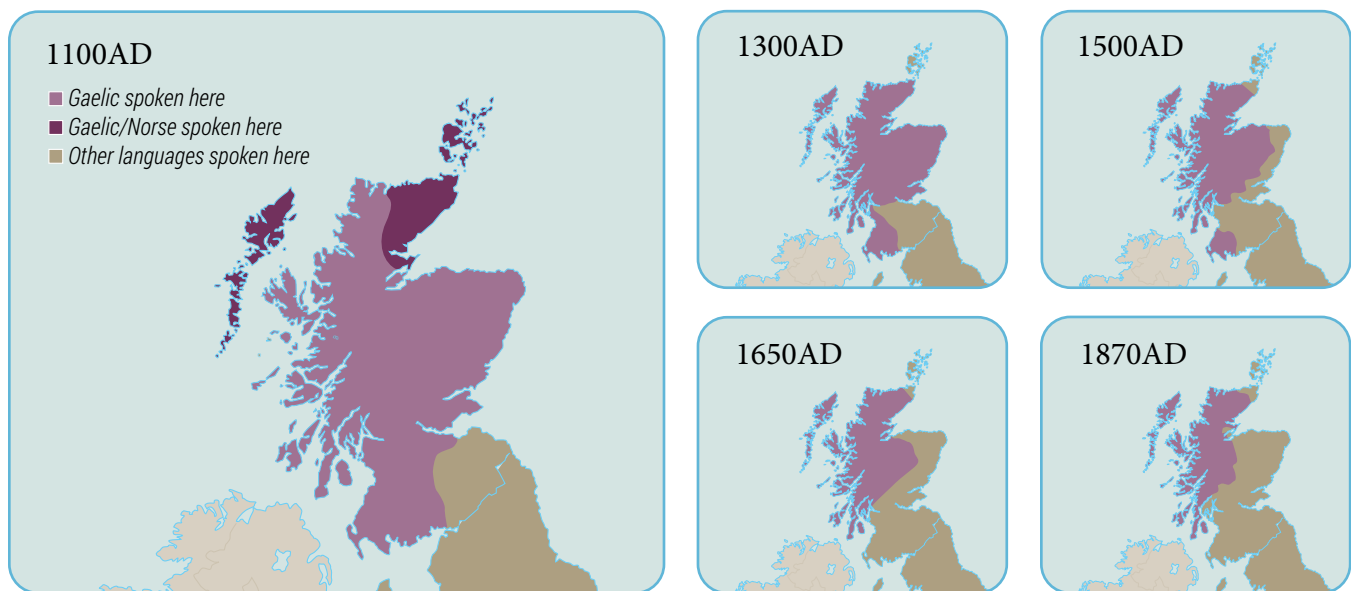 1100AD
Gaelic spoken here
Gaelic/Norse spoken here
Other languages spoken here
1300AD
1500AD
1650AD
1870AD